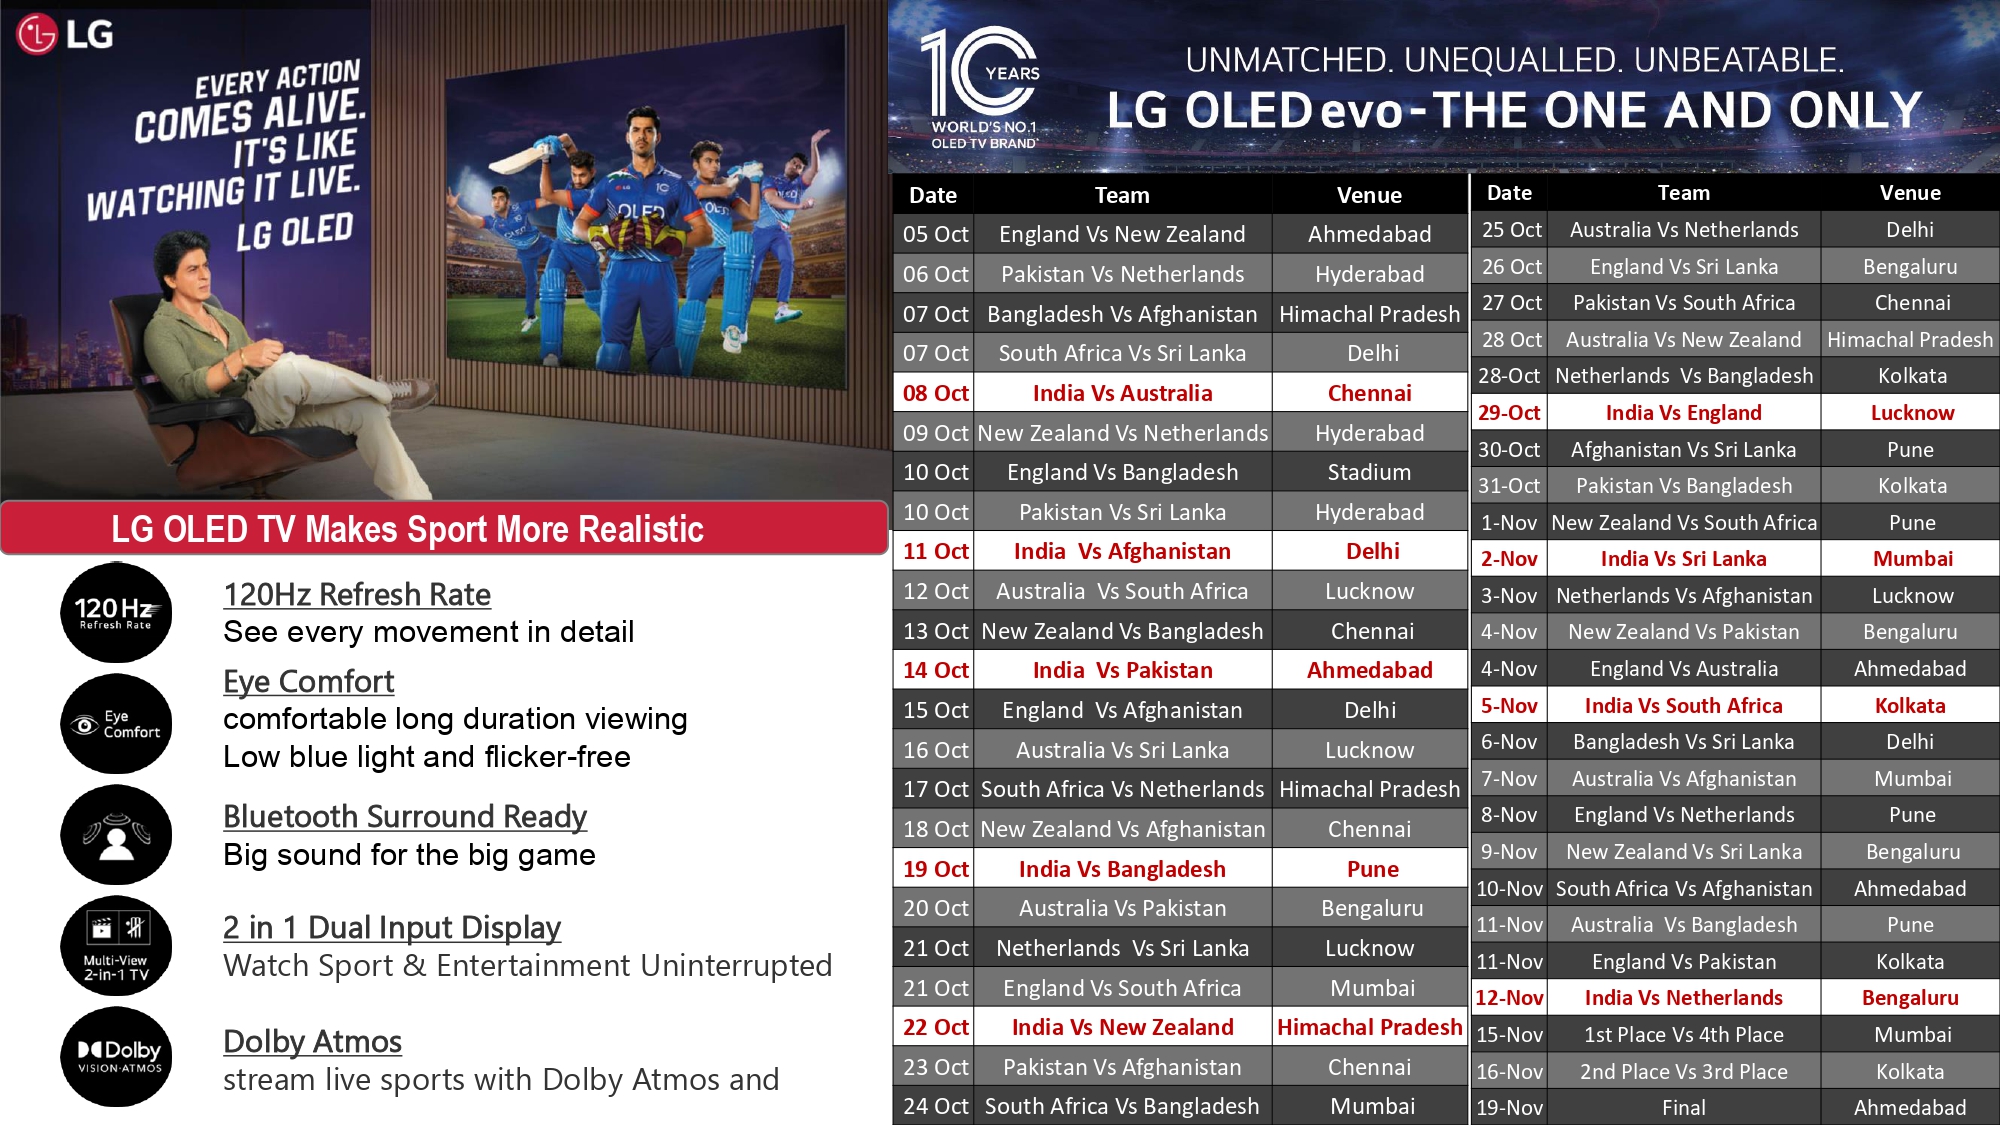 LG
EVERY ACTION
COMES ALIVE.
IT'S LIKE
WATCHING IT LIVE.
LG OLED
OLED
LG OLED TV Makes Sport More Realistic
120Hz
Refresh Rate
120Hz Refresh Rate
See every movement in detail
Eye
Comfort
Eye Comfort
comfortable long duration viewing
Low blue light and flicker-free
Bluetooth Surround Ready
Big sound for the big game
Multi-View
2-in-1 TV
2 in 1 Dual Input Display
Watch Sport & Entertainment Uninterrupted
Dolby
VISION·ATMOS
Dolby Atmos
stream live sports with Dolby Atmos and
10 YEARS
WORLD'S NO.1
OLED TV BRAND
UNMATCHED. UNEQUALLED. UNBEATABLE.
LG OLED evo - THE ONE AND ONLY
Date Team Venue
05 Oct England Vs New Zealand Ahmedabad
06 Oct Pakistan Vs Netherlands Hyderabad
07 Oct Bangladesh Vs Afghanistan Himachal Pradesh
07 Oct South Africa Vs Sri Lanka Delhi
08 Oct India Vs Australia Chennai
09 Oct New Zealand Vs Netherlands Hyderabad
10 Oct England Vs Bangladesh Stadium
10 Oct Pakistan Vs Sri Lanka Hyderabad
11 Oct India Vs Afghanistan Delhi
12 Oct Australia Vs South Africa Lucknow
13 Oct New Zealand Vs Bangladesh Chennai
14 Oct India Vs Pakistan Ahmedabad
15 Oct England Vs Afghanistan Delhi
16 Oct Australia Vs Sri Lanka Lucknow
17 Oct South Africa Vs Netherlands Himachal Pradesh
18 Oct New Zealand Vs Afghanistan Chennai
19 Oct India Vs Bangladesh Pune
20 Oct Australia Vs Pakistan Bengaluru
21 Oct Netherlands Vs Sri Lanka Lucknow
21 Oct England Vs South Africa Mumbai
22 Oct India Vs New Zealand Himachal Pradesh
23 Oct Pakistan Vs Afghanistan Chennai
24 Oct South Africa Vs Bangladesh Mumbai
Date Team Venue
25 Oct Australia Vs Netherlands Delhi
26 Oct England Vs Sri Lanka Bengaluru
27 Oct Pakistan Vs South Africa Chennai
28 Oct Australia Vs New Zealand Himachal Pradesh
28-Oct Netherlands Vs Bangladesh Kolkata
29-Oct India Vs England Lucknow
30-Oct Afghanistan Vs Sri Lanka Pune
31-Oct Pakistan Vs Bangladesh Kolkata
1-Nov New Zealand Vs South Africa Pune
2-Nov India Vs Sri Lanka Mumbai
3-Nov Netherlands Vs Afghanistan Lucknow
4-Nov New Zealand Vs Pakistan Bengaluru
4-Nov England Vs Australia Ahmedabad
5-Nov India Vs South Africa Kolkata
6-Nov Bangladesh Vs Sri Lanka Delhi
7-Nov Australia Vs Afghanistan Mumbai
8-Nov England Vs Netherlands Pune
9-Nov New Zealand Vs Sri Lanka Bengaluru
10-Nov South Africa Vs Afghanistan Ahmedabad
11-Nov Australia Vs Bangladesh Pune
11-Nov England Vs Pakistan Kolkata
12-Nov India Vs Netherlands Bengaluru
15-Nov 1st Place Vs 4th Place Mumbai
16-Nov 2nd Place Vs 3rd Place Kolkata
19-Nov Final Ahmedabad